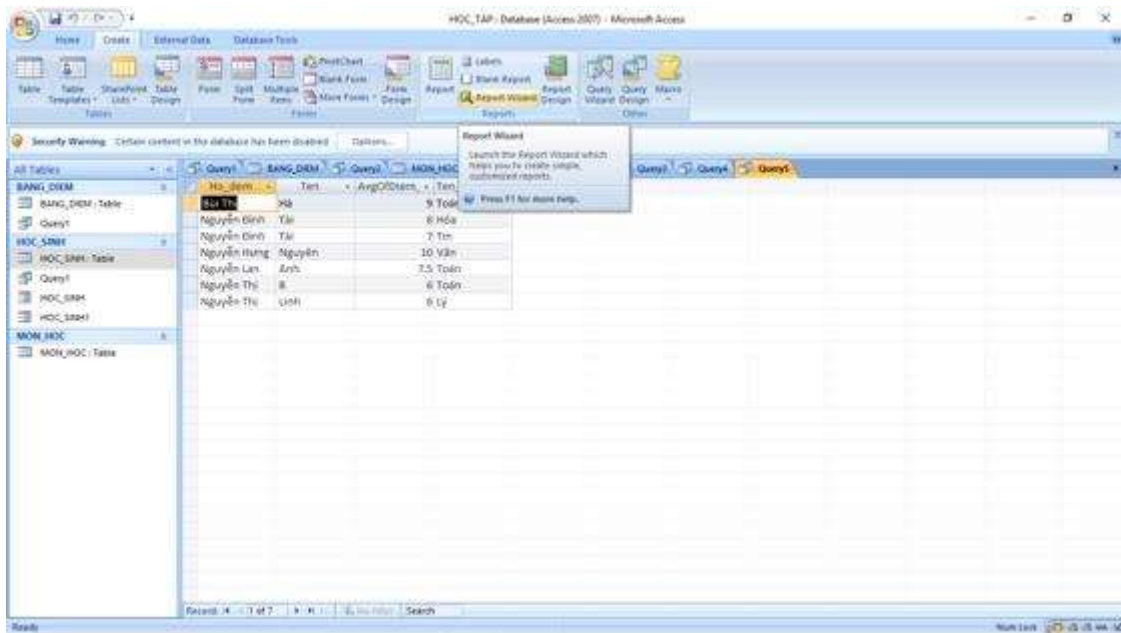 HOC_TAP : Database (Access 2007) - Microsoft Access
Home Create External Data Database Tools
Table
Table Templates
SharePoint Lists
Table Design
Tables
Form
Split Form
Multiple Items
PivotChart
Blank Form
More Forms
Form Design
Forms
Report
Labels
Blank Report
Report Wizard
Report Design
Reports
Query Wizard
Query Design
Macro
Other
Security Warning Certain content in the database has been disabled Options...
Report Wizard
Launch the Report Wizard which
helps you to create simple,
customized reports.
Press F1 for more help.
All Tables
BANG_DIEM
BANG_DIEM : Table
Query1
HOC_SINH
HOC_SINH : Table
Query1
HOC_SINH
HOC_SINH1
MON_HOC
MON_HOC : Table
Query1 BANG_DIEM Query2 MON_HOC Query3 Query4 Query5
Ho_dem Ten AvgOfDiem_ Ten
Bùi Thị Hà 9 Toán
Nguyễn Đình Tài 8 Hóa
Nguyễn Đình Tài 7 Tin
Nguyễn Hưng Nguyên 10 Văn
Nguyễn Lan Anh 7.5 Toán
Nguyễn Thị B 6 Toán
Nguyễn Thị Linh 6 Lý
Record: 1 of 7 No Filter Search
Ready
Num Lock